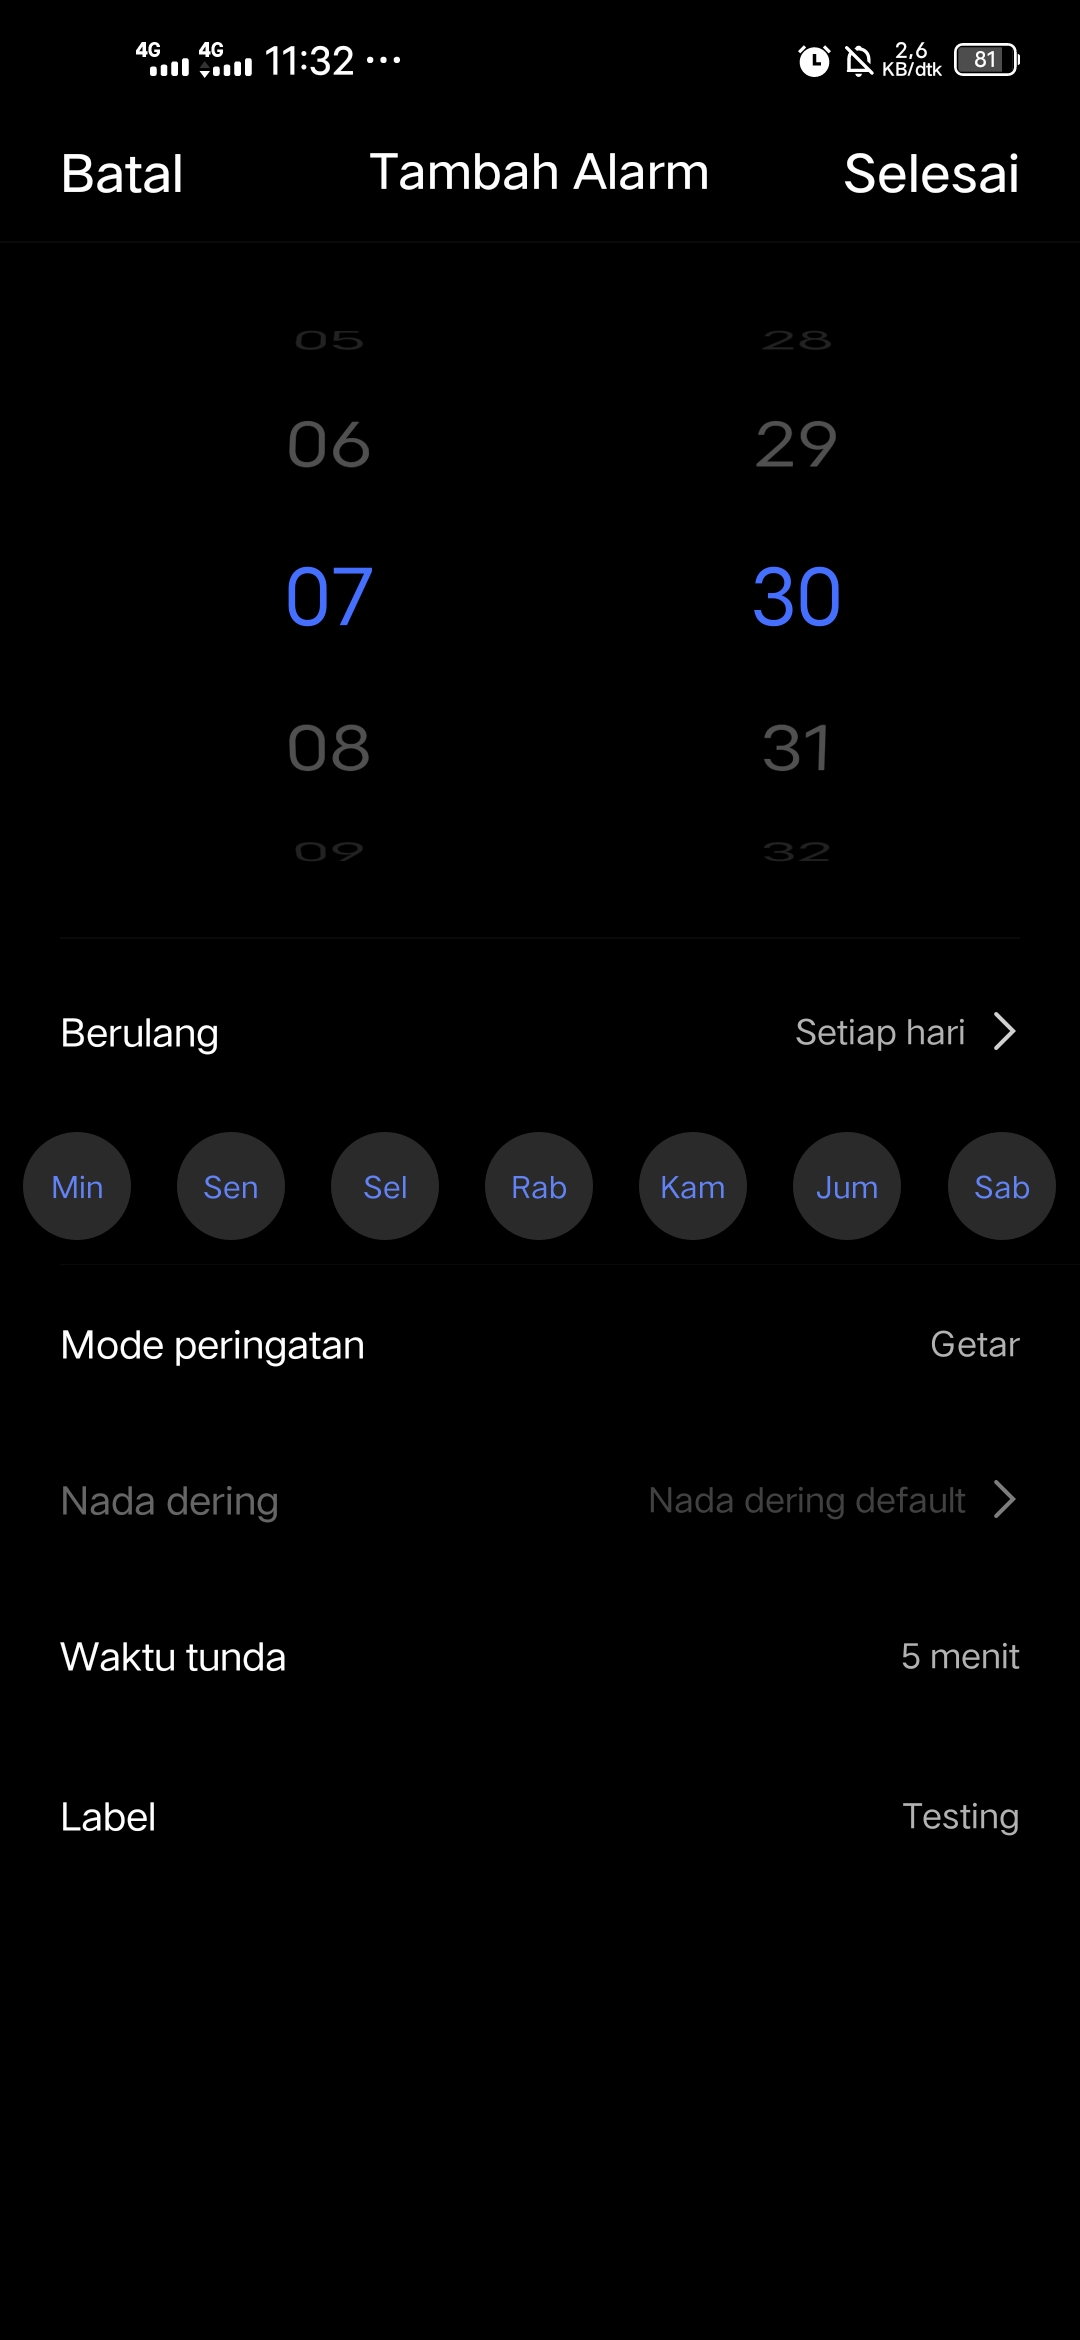 4G 4G 11:32 ... 2,6 KB/dtk 81
Batal Tambah Alarm Selesai
05 28
06 29
07 30
08 31
09 32
Berulang Setiap hari
Min Sen Sel Rab Kam Jum Sab
Mode peringatan Getar
Nada dering Nada dering default
Waktu tunda 5 menit
Label Testing